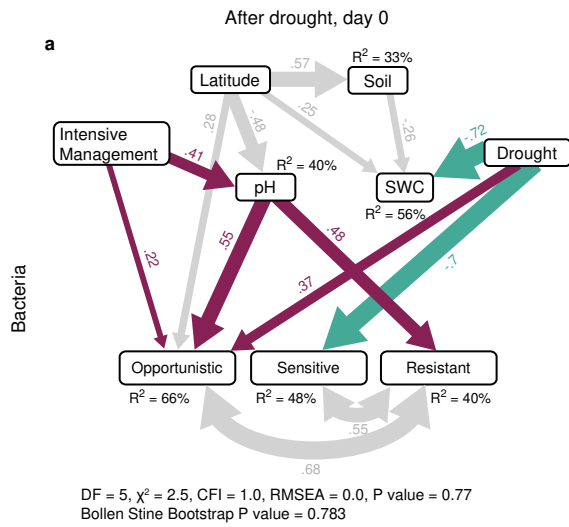 After drought, day 0
a
R² = 33%
Latitude
.57
Soil
.25
-.26
-.72
.28
-.48
Intensive
Management
.41
R² = 40%
Drought
pH
SWC
R² = 56%
.22
.55
.48
.37
-.7
Bacteria
Opportunistic
Sensitive
Resistant
R² = 66%
R² = 48%
R² = 40%
.55
.68
DF = 5, χ² = 2.5, CFI = 1.0, RMSEA = 0.0, P value = 0.77
Bollen Stine Bootstrap P value = 0.783